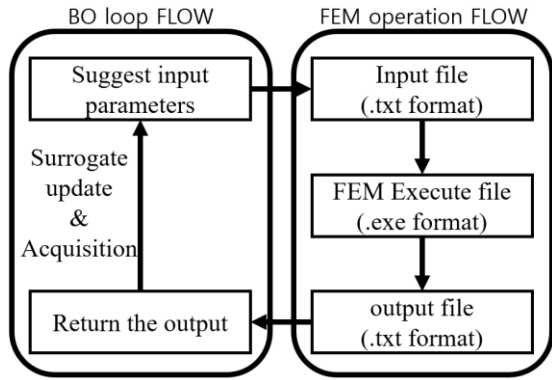 BO loop FLOW
FEM operation FLOW
Suggest input
parameters
Input file
(.txt format)
Surrogate
update
&
Acquisition
FEM Execute file
(.exe format)
Return the output
output file
(.txt format)